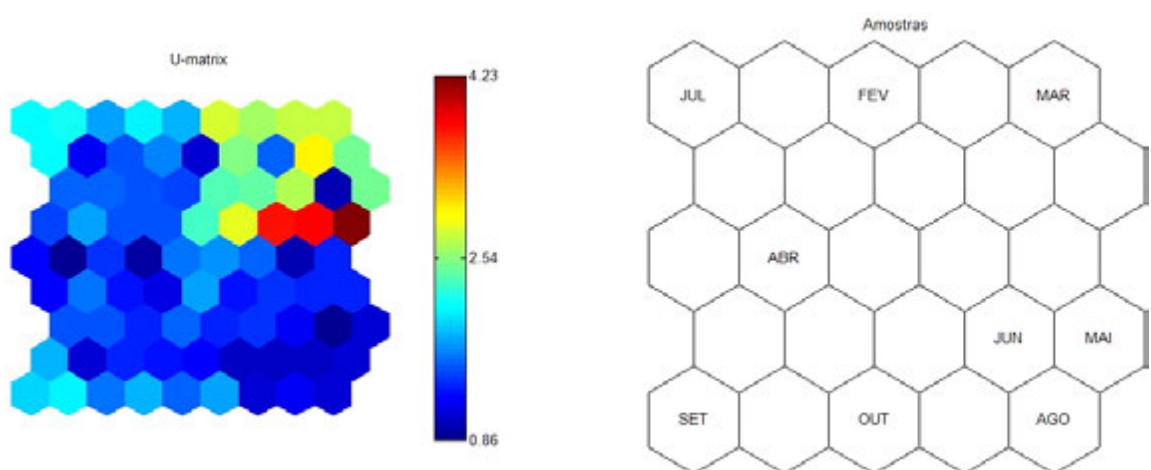 U-matrix
4.23
2.54
0.86
Amostras
JUL FEV MAR
ABR
JUN MAI
SET OUT AGO